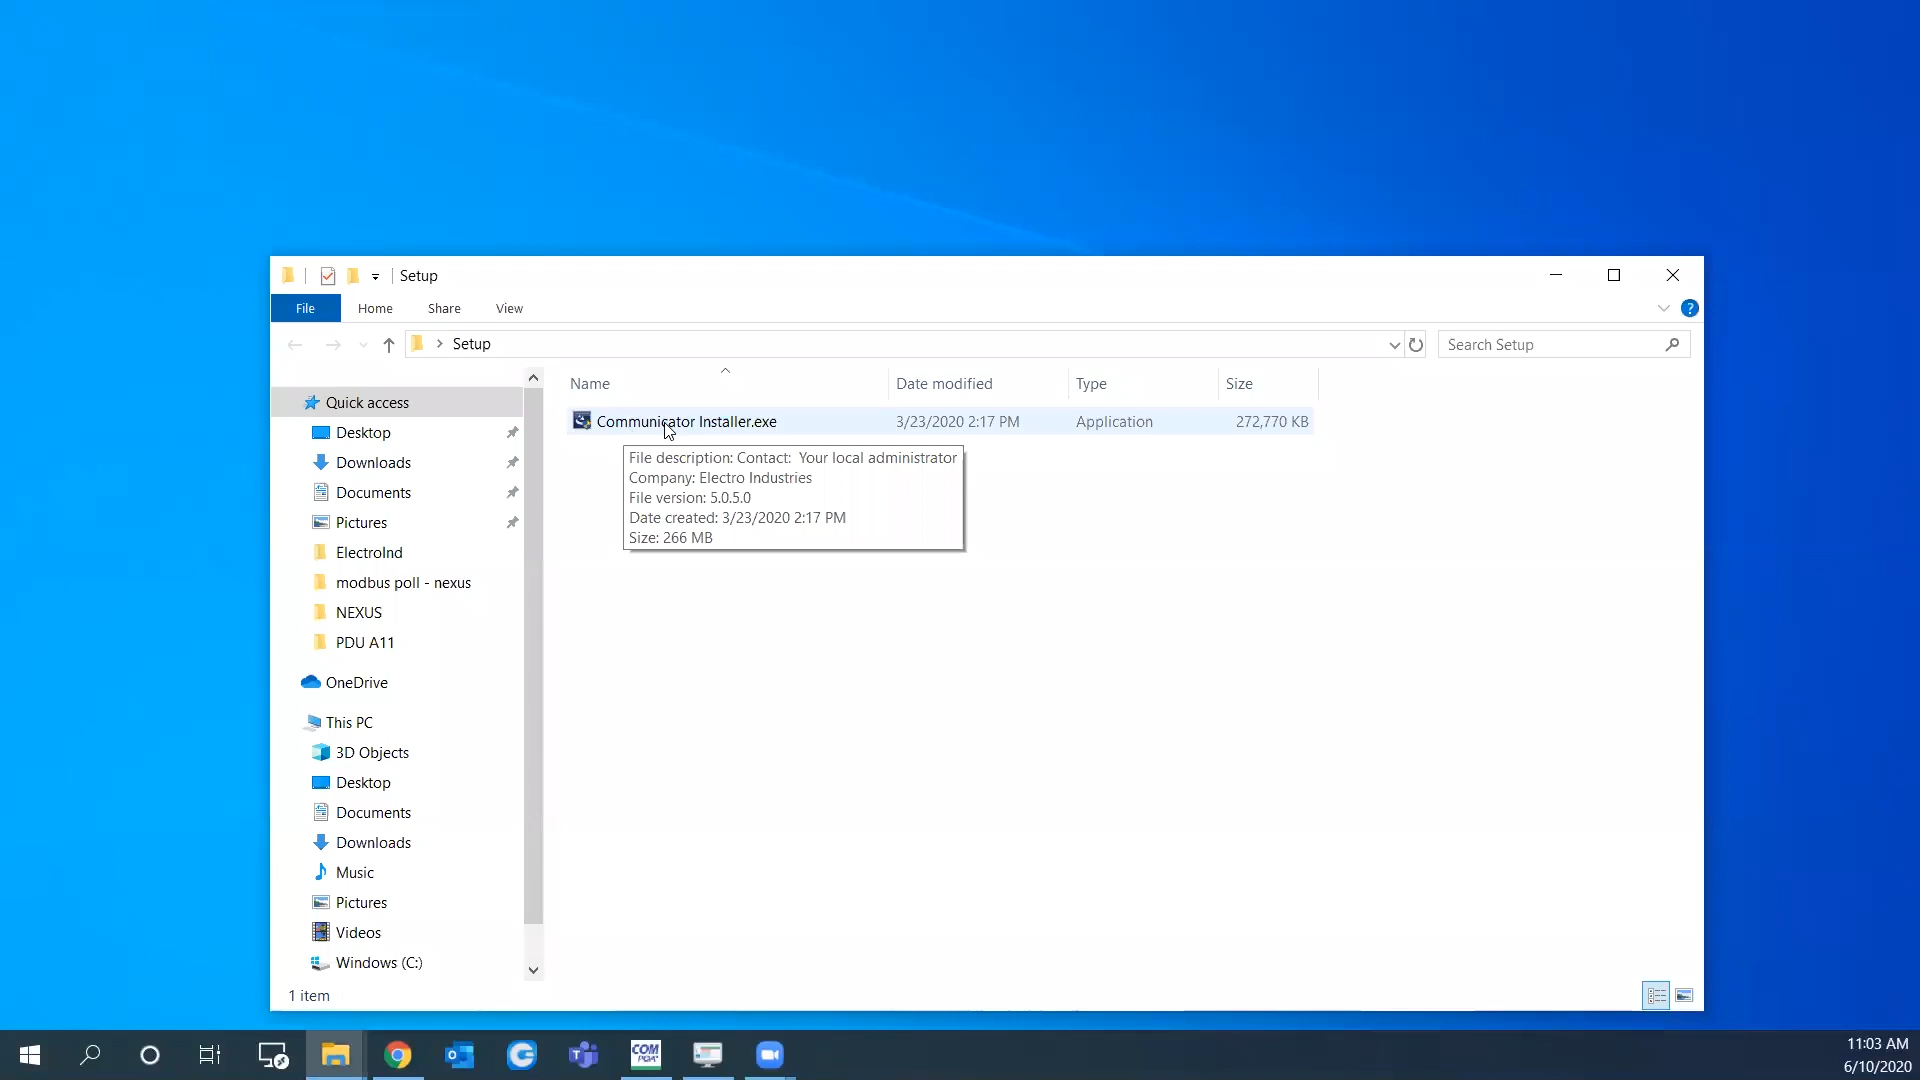 Setup
File
Home
Share
View
?
Setup
Search Setup
Name
Date modified
Type
Size
Communicator Installer.exe
3/23/2020 2:17 PM
Application
272,770 KB
File description: Contact:  Your local administrator
Company: Electro Industries
File version: 5.0.5.0
Date created: 3/23/2020 2:17 PM
Size: 266 MB
Quick access
Desktop
Downloads
Documents
Pictures
ElectroInd
modbus poll - nexus
NEXUS
PDU A11
OneDrive
This PC
3D Objects
Desktop
Documents
Downloads
Music
Pictures
Videos
Windows (C:)
1 item
COM
PQA
11:03 AM
6/10/2020